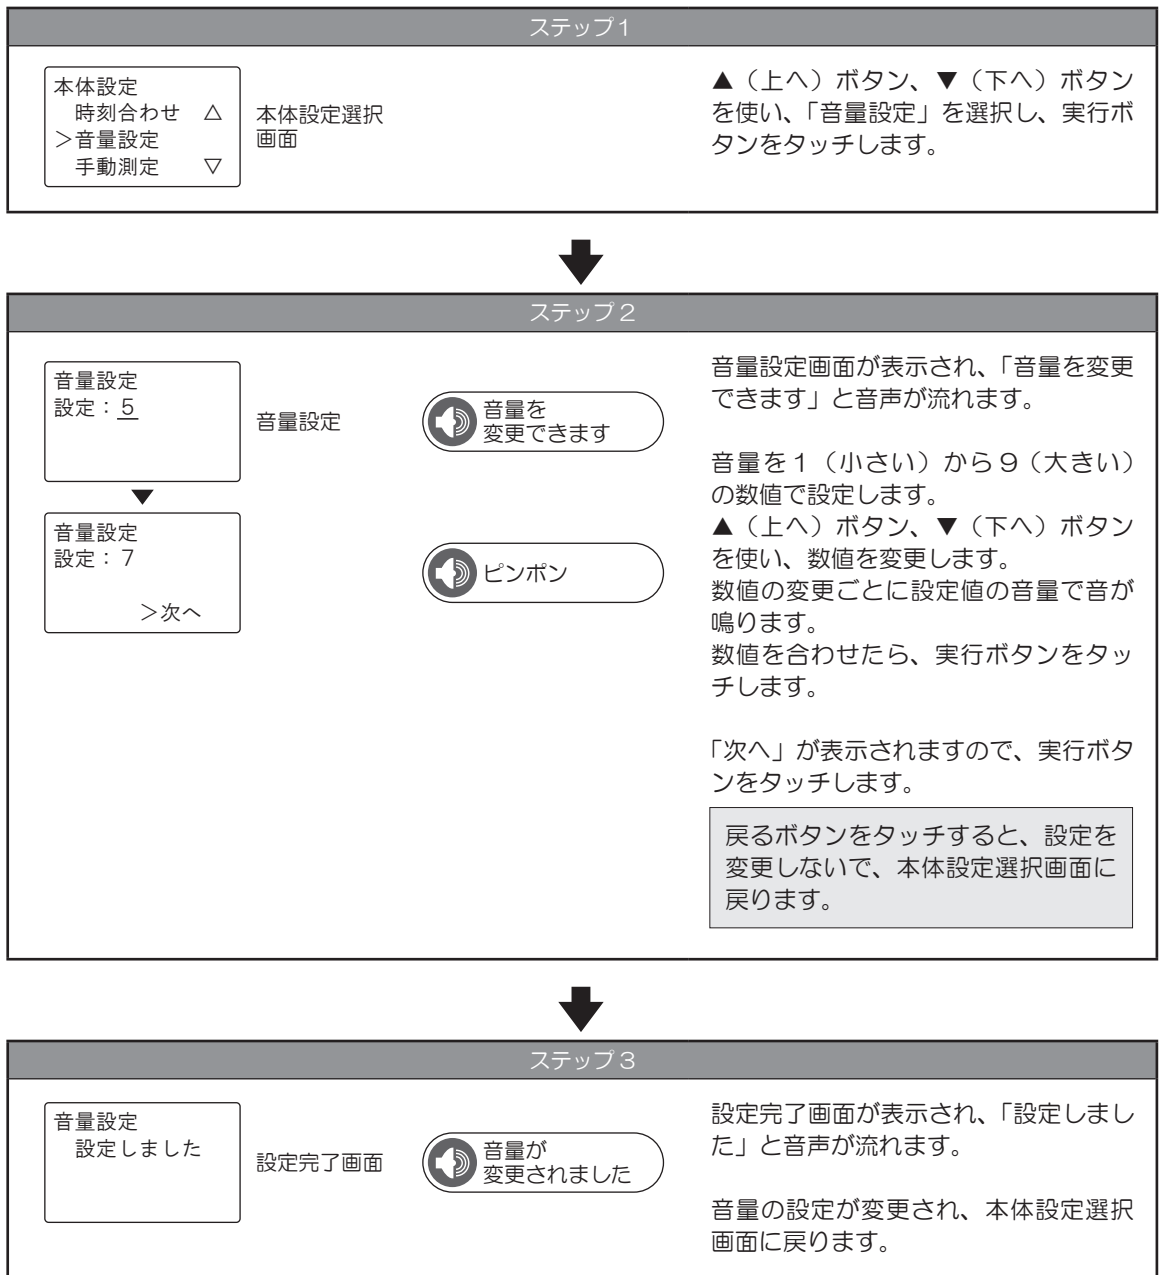 ステップ1
本体設定
時刻合わせ △
＞音量設定
手動測定 ▽
本体設定選択
画面
▲（上へ）ボタン、▼（下へ）ボタン
を使い、「音量設定」を選択し、実行ボ
タンをタッチします。
ステップ2
音量設定
設定：5
音量設定
音量を
変更できます
▼
音量設定
設定：7
＞次へ
ピンポン
音量設定画面が表示され、「音量を変更
できます」と音声が流れます。
音量を1（小さい）から9（大きい）
の数値で設定します。
▲（上へ）ボタン、▼（下へ）ボタン
を使い、数値を変更します。
数値の変更ごとに設定値の音量で音が
鳴ります。
数値を合わせたら、実行ボタンをタッ
チします。
「次へ」が表示されますので、実行ボタ
ンをタッチします。
戻るボタンをタッチすると、設定を
変更しないで、本体設定選択画面に
戻ります。
ステップ3
音量設定
設定しました
設定完了画面
音量が
変更されました
設定完了画面が表示され、「設定しまし
た」と音声が流れます。
音量の設定が変更され、本体設定選択
画面に戻ります。